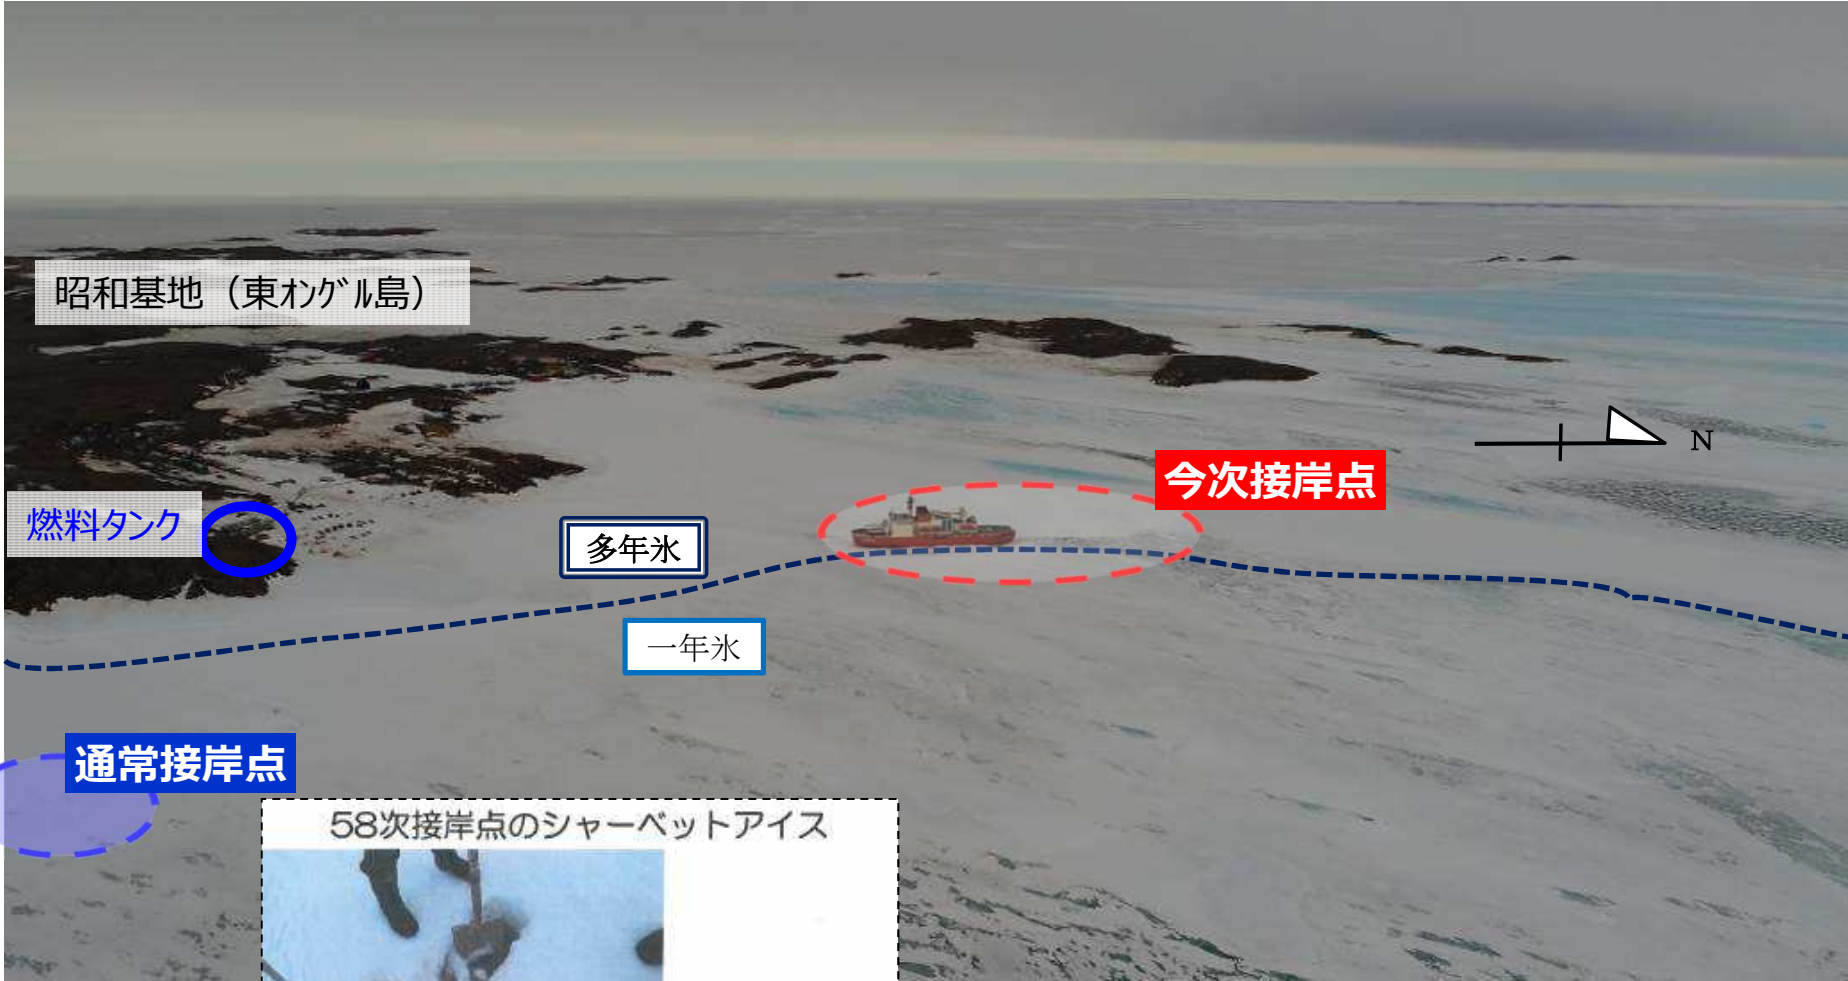 昭和基地（東ｵﾝｸﾞﾙ島）
N
今次接岸点
燃料タンク
多年氷
一年氷
通常接岸点
58次接岸点のシャーベットアイス